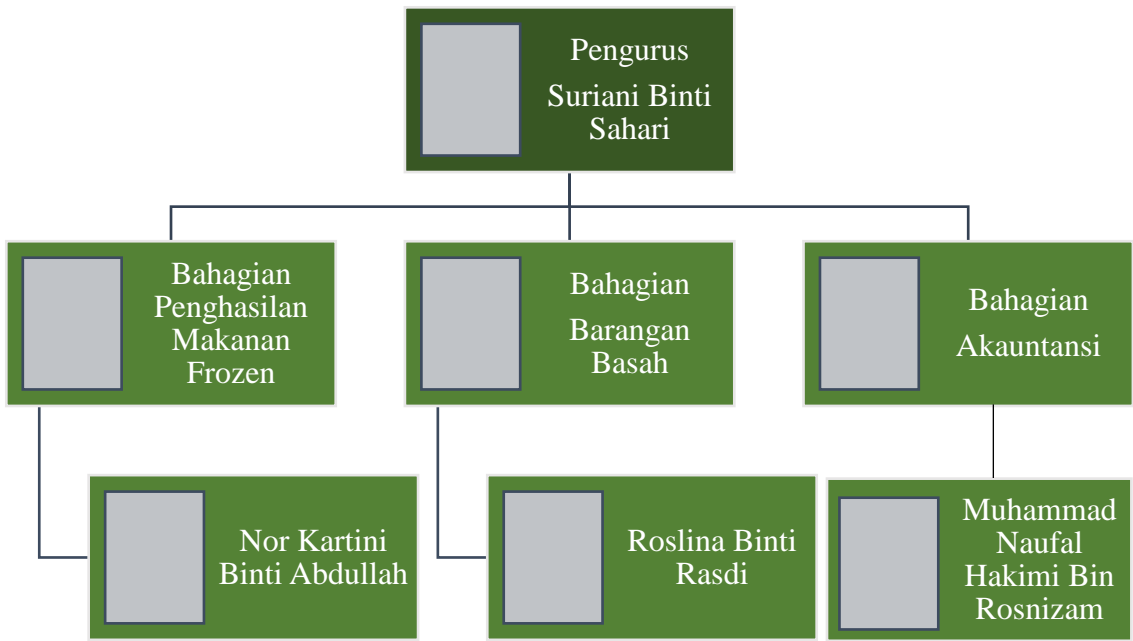 Pengurus
Suriani Binti
Sahari
Bahagian
Penghasilan
Makanan
Frozen
Bahagian
Barangan
Basah
Bahagian
Akauntansi
Nor Kartini
Binti Abdullah
Roslina Binti
Rasdi
Muhammad
Naufal
Hakimi Bin
Rosnizam